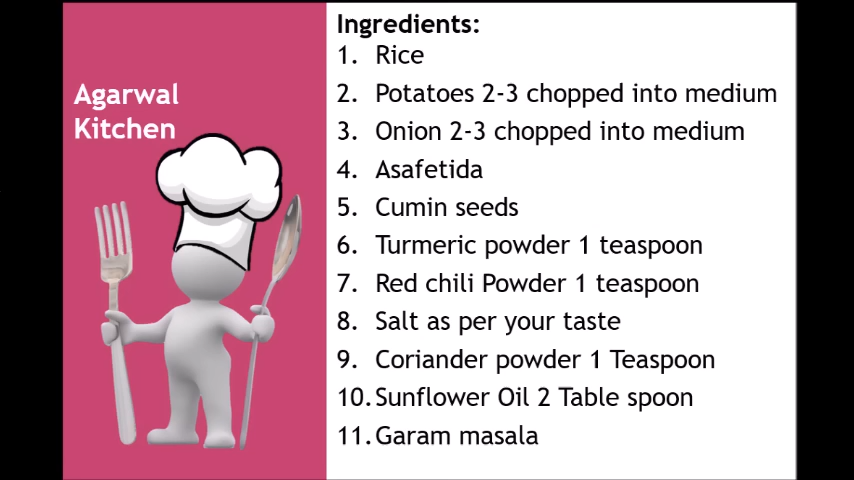 Agarwal
Kitchen
Ingredients:
1. Rice
2. Potatoes 2-3 chopped into medium
3. Onion 2-3 chopped into medium
4. Asafetida
5. Cumin seeds
6. Turmeric powder 1 teaspoon
7. Red chili Powder 1 teaspoon
8. Salt as per your taste
9. Coriander powder 1 Teaspoon
10. Sunflower Oil 2 Table spoon
11. Garam masala